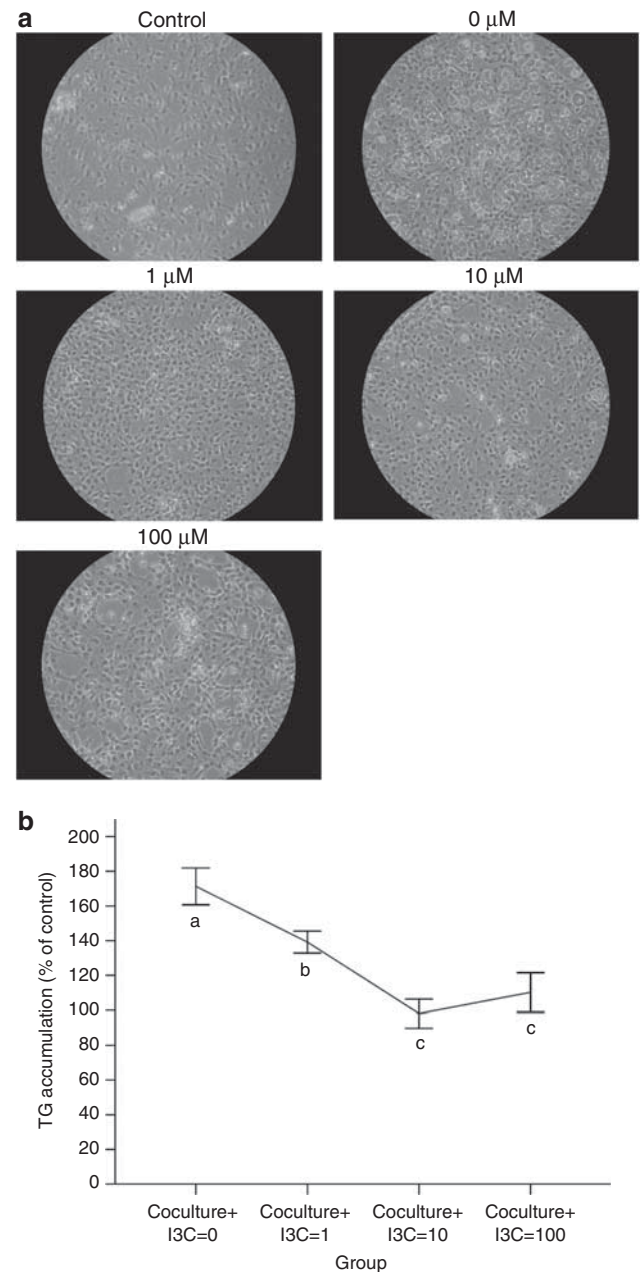 a
Control
0 μM
1 μM
10 μM
100 μM
b
TG accumulation (% of control)
200
180
160
140
120
100
80
60
40
20
0
a
b
c
c
Coculture+
I3C=0
Coculture+
I3C=1
Coculture+
I3C=10
Coculture+
I3C=100
Group